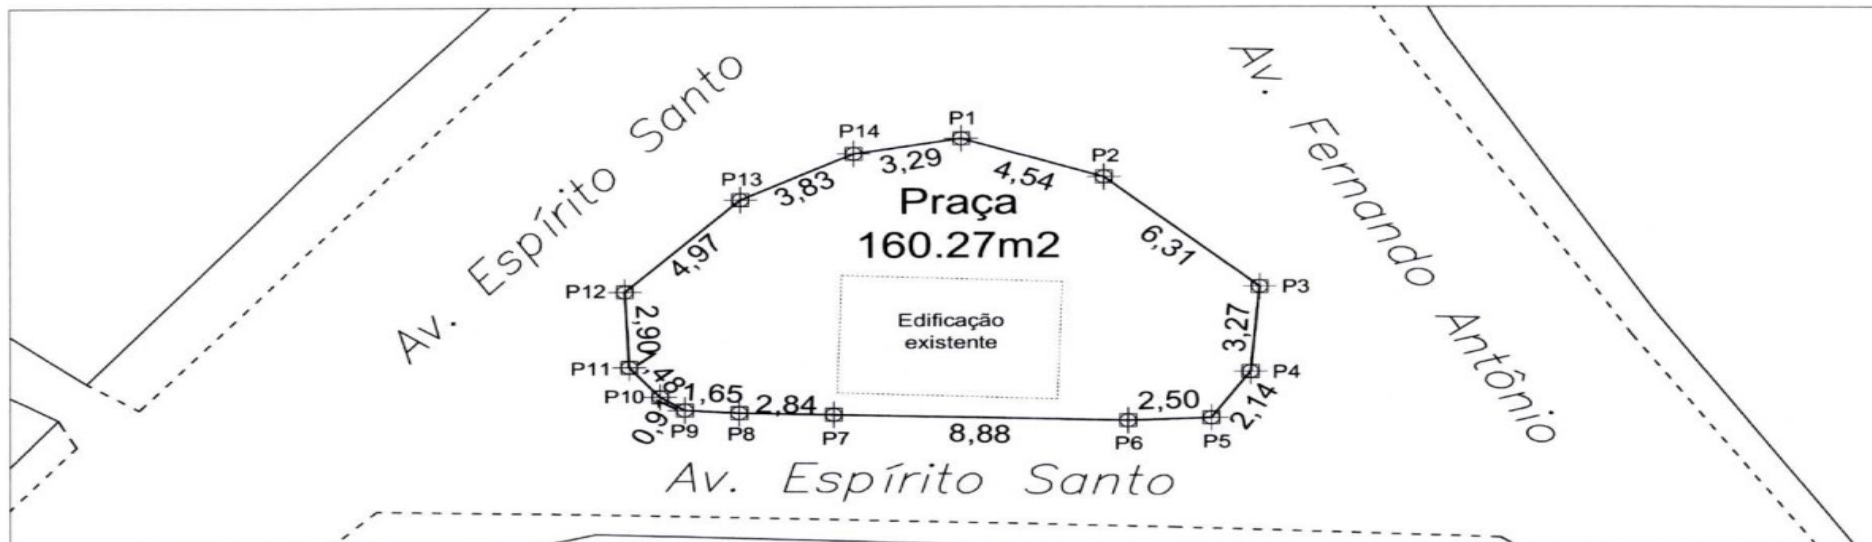 Av. Espírito Santo
Av. Fernando Antônio
P1
P14
P2
3,29
4,54
P13
3,83
Praça
160.27m2
6,31
4,97
P12
P3
2,90
Edificação
existente
3,27
P11
P4
1,48
P10
1,65
2,84
2,50
2,14
P9
P8
P7
8,88
P6
P5
Av. Espírito Santo